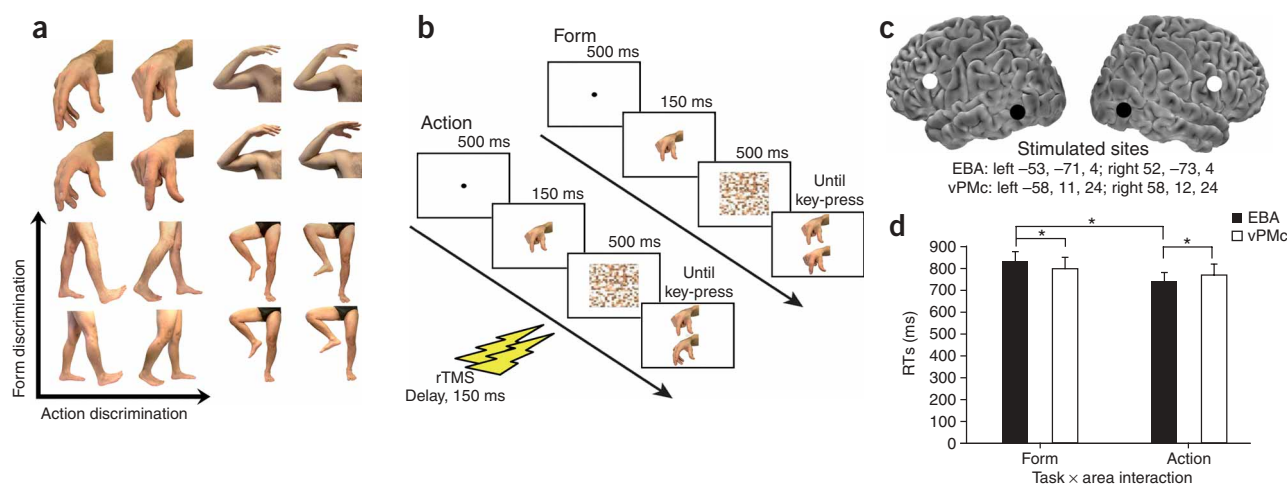 a
Form discrimination
Action discrimination
b
Form
500 ms
150 ms
500 ms
Until
key-press
Action
500 ms
150 ms
500 ms
Until
key-press
rTMS
Delay, 150 ms
c
Stimulated sites
EBA: left –53, –71, 4; right 52, –73, 4
vPMc: left –58, 11, 24; right 58, 12, 24
d
EBA
vPMc
*
*
*
RTs (ms)
900
800
700
600
500
400
300
200
100
0
Form
Action
Task × area interaction